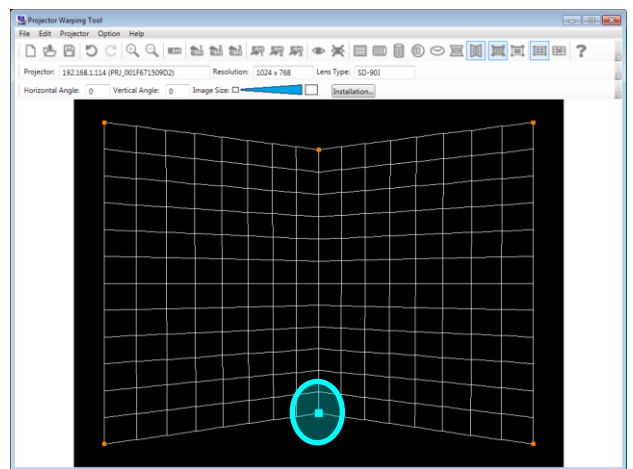 Projector Warping Tool
File Edit Projector Option Help
Projector: 192.168.1.114 (PRJ_001F671509D2) Resolution: 1024 x 768 Lens Type: SD-903
Horizontal Angle: 0 Vertical Angle: 0 Image Size: Installation...